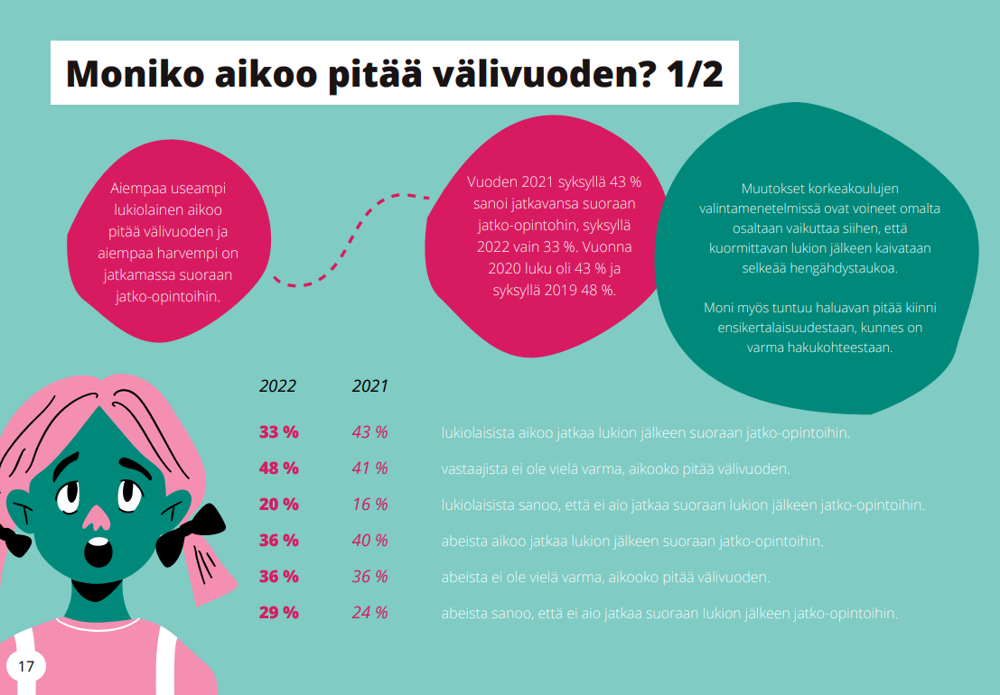 Moniko aikoo pitää välivuoden? 1/2
Aiempaa useampi
lukiolainen aikoo
pitää välivuoden ja
aiempaa harvempi on
jatkamassa suoraan
jatko-opintoihin.
Vuoden 2021 syksyllä 43 %
sanoi jatkavansa suoraan
jatko-opintohin, syksyllä
2022 vain 33 %. Vuonna
2020 luku oli 43 % ja
syksyllä 2019 48 %.
Muutokset korkeakoulujen
valintamenetelmissä ovat voineet omalta
osaltaan vaikuttaa siihen, että
kuormittavan lukion jälkeen kaivataan
selkeää hengähdystaukoa.
Moni myös tuntuu haluavan pitää kiinni
ensikertalaisuudestaan, kunnes on
varma hakukohteestaan.
2022 2021
33 % 43 % lukiolaisista aikoo jatkaa lukion jälkeen suoraan jatko-opintoihin.
48 % 41 % vastaajista ei ole vielä varma, aikooko pitää välivuoden.
20 % 16 % lukiolaisista sanoo, että ei aio jatkaa suoraan lukion jälkeen jatko-opintoihin.
36 % 40 % abeista aikoo jatkaa lukion jälkeen suoraan jatko-opintoihin.
36 % 36 % abeista ei ole vielä varma, aikooko pitää välivuoden.
29 % 24 % abeista sanoo, että ei aio jatkaa suoraan lukion jälkeen jatko-opintoihin.
17